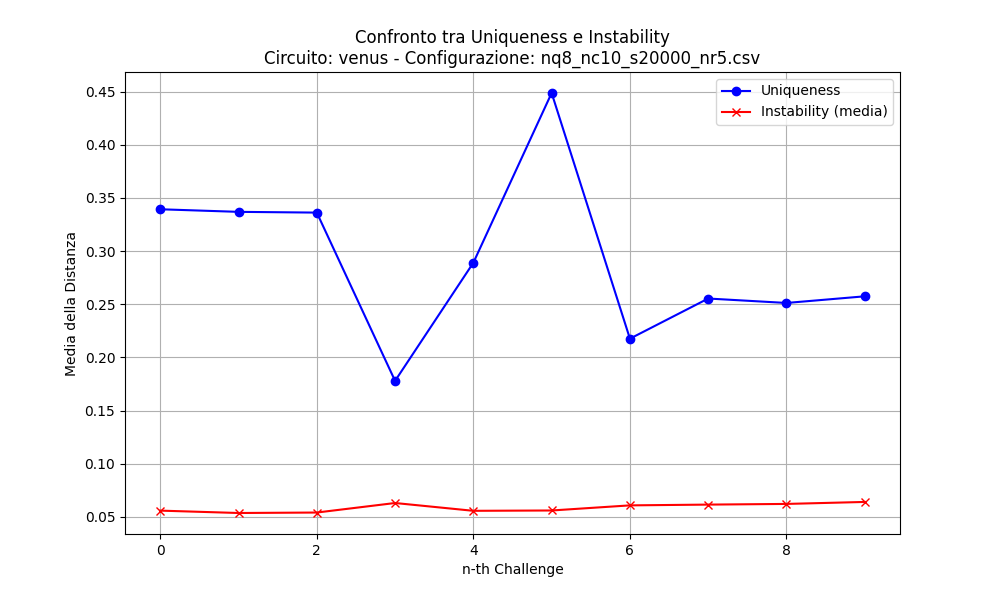 Confronto tra Uniqueness e Instability
Circuito: venus - Configurazione: nq8_nc10_s20000_nr5.csv
Uniqueness
Instability (media)
Media della Distanza
0.45
0.40
0.35
0.30
0.25
0.20
0.15
0.10
0.05
0
2
4
6
8
n-th Challenge